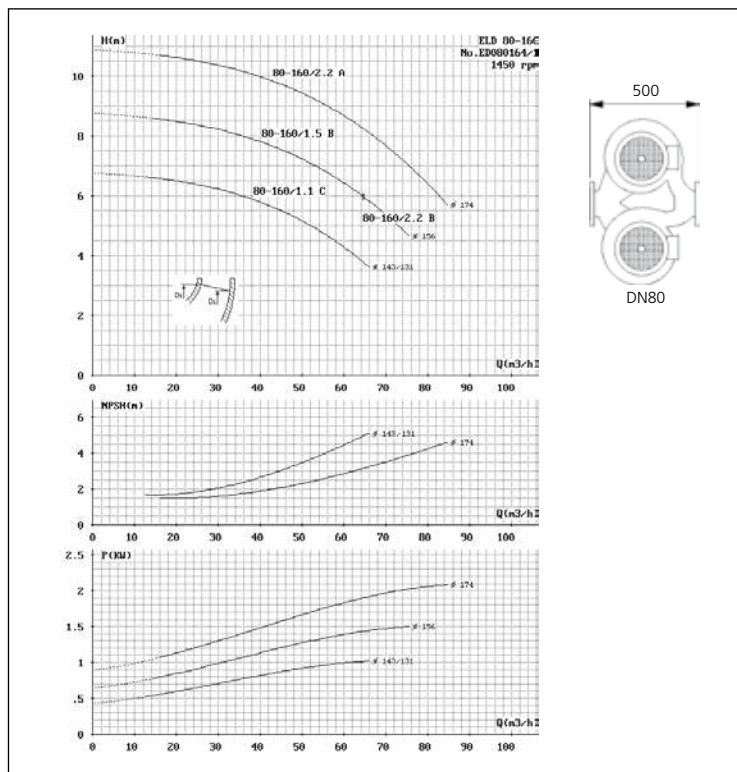 H(m)
ELD 80-16
No.ED080164/
1450 rpm
80-160/2.2 A
10
80-160/1.5 B
8
80-160/1.1 C
6
ø 174
80-160/2.2 B
ø 156
4
ø 143/131
2
0
Q(m3/h
0 10 20 30 40 50 60 70 80 90 100
NPSH(m)
6
ø 143/131
ø 174
4
2
0
Q(m3/h
0 10 20 30 40 50 60 70 80 90 100
2.5
P(KW)
2
ø 174
1.5
ø 156
1
ø 143/131
.5
0
Q(m3/h
0 10 20 30 40 50 60 70 80 90 100
500
DN80